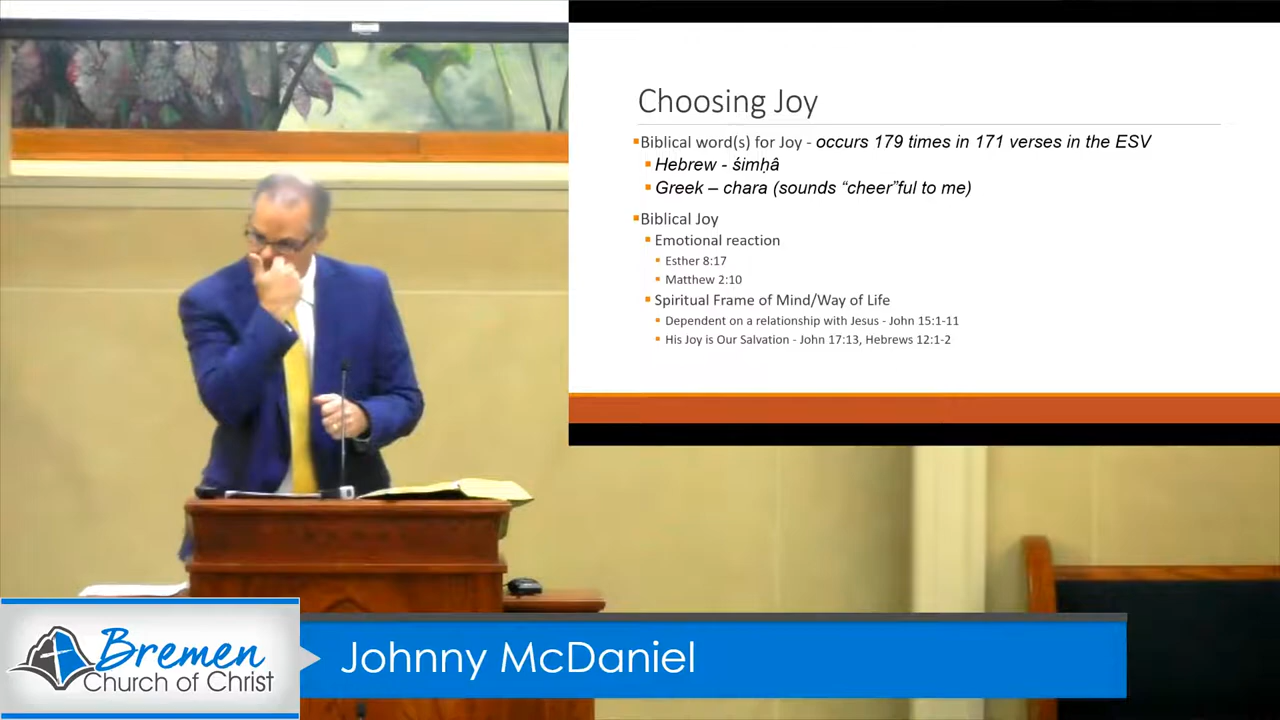 Choosing Joy
Biblical word(s) for Joy - occurs 179 times in 171 verses in the ESV
Hebrew - śimḥâ
Greek – chara (sounds “cheer”ful to me)
Biblical Joy
Emotional reaction
Esther 8:17
Matthew 2:10
Spiritual Frame of Mind/Way of Life
Dependent on a relationship with Jesus - John 15:1-11
His Joy is Our Salvation - John 17:13, Hebrews 12:1-2
Bremen
Church of Christ
Johnny McDaniel